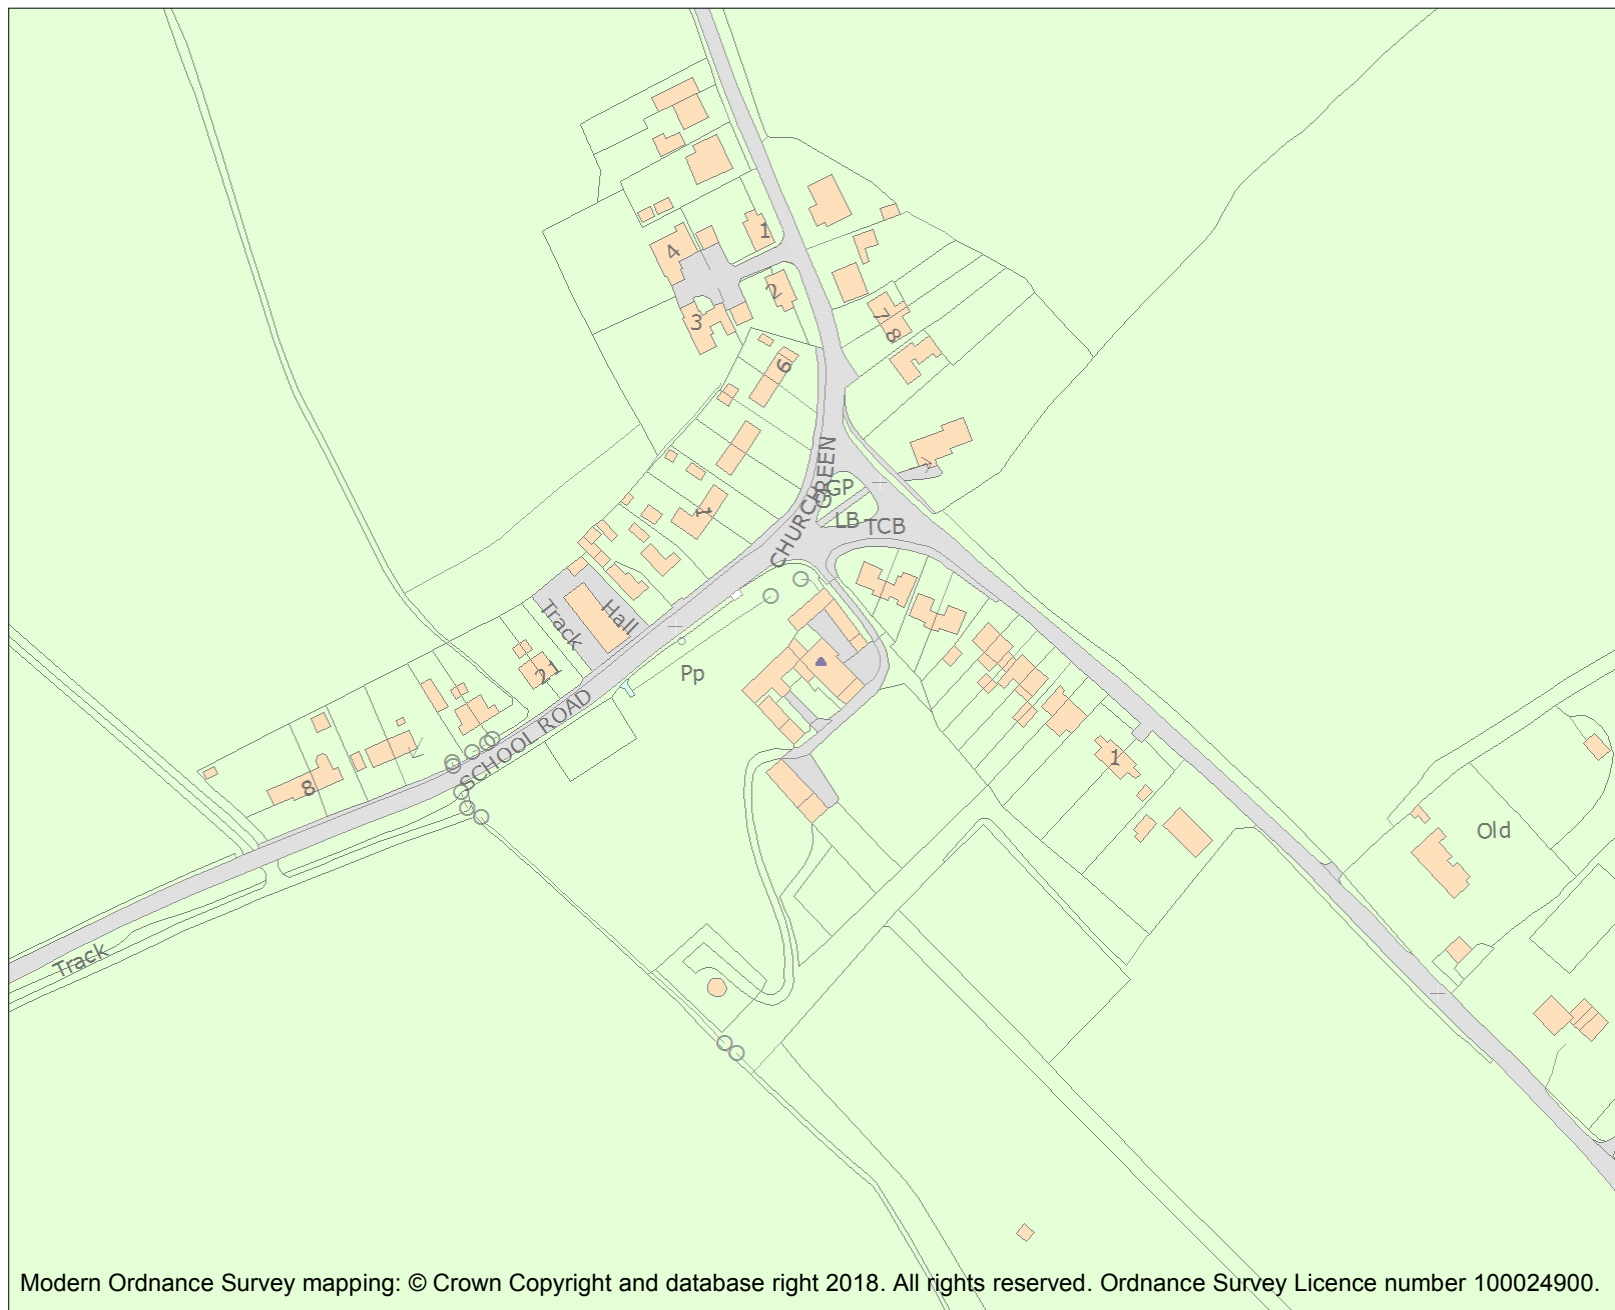 1
4
2
3
7
8
6
CHURCH GREEN
GP
LB
TCB
1
Hall
Track
21
Pp
SCHOOL ROAD
8
1
Old
Track
Modern Ordnance Survey mapping: © Crown Copyright and database right 2018. All rights reserved. Ordnance Survey Licence number 100024900.